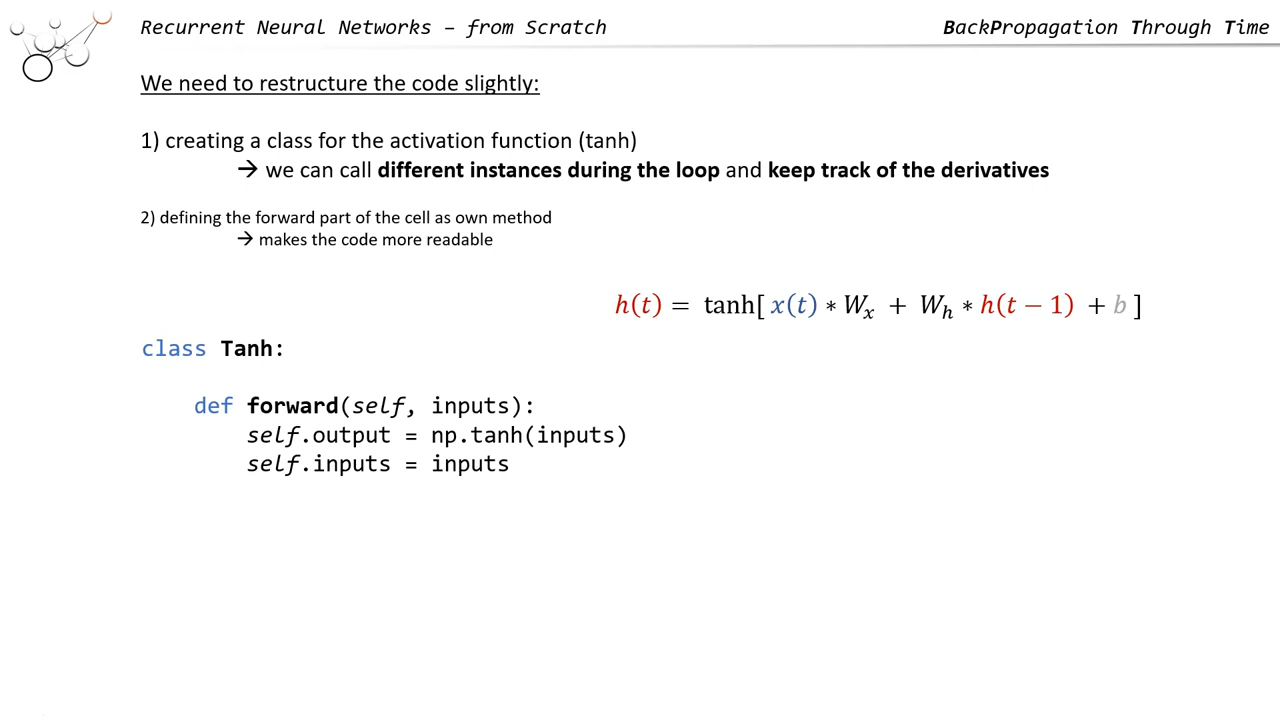 Recurrent Neural Networks – from Scratch
BackPropagation Through Time
We need to restructure the code slightly:
1) creating a class for the activation function (tanh)
→ we can call different instances during the loop and keep track of the derivatives
2) defining the forward part of the cell as own method
→ makes the code more readable
h(t) = tanh[ x(t) * Wₓ + Wₕ * h(t − 1) + b ]
class Tanh:
def forward(self, inputs):
self.output = np.tanh(inputs)
self.inputs = inputs